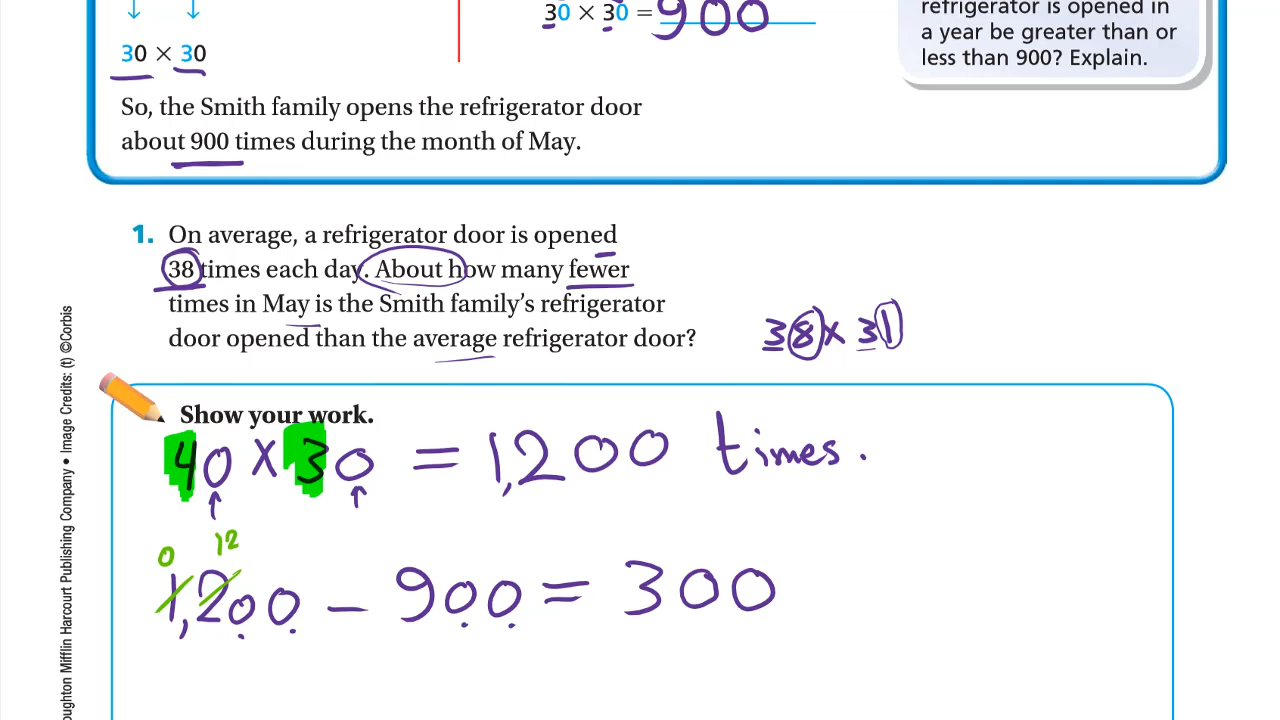 refrigerator is opened in
30 × 30 = 900
a year be greater than or
30 × 30
less than 900? Explain.
So, the Smith family opens the refrigerator door
about 900 times during the month of May.
1. On average, a refrigerator door is opened
38 times each day. About how many fewer
times in May is the Smith family's refrigerator
door opened than the average refrigerator door?
38 x 31
Show your work.
40 x 30 = 1,200 times.
0 12
1,200 - 900 = 300
oughton Mifflin Harcourt Publishing Company • Image Credits: (t) ©Corbis